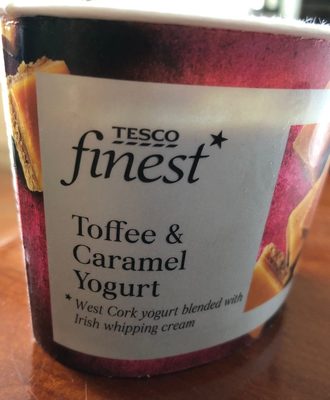 TESCO
finest*
Toffee &
Caramel
Yogurt
*West Cork yogurt blended with
Irish whipping cream